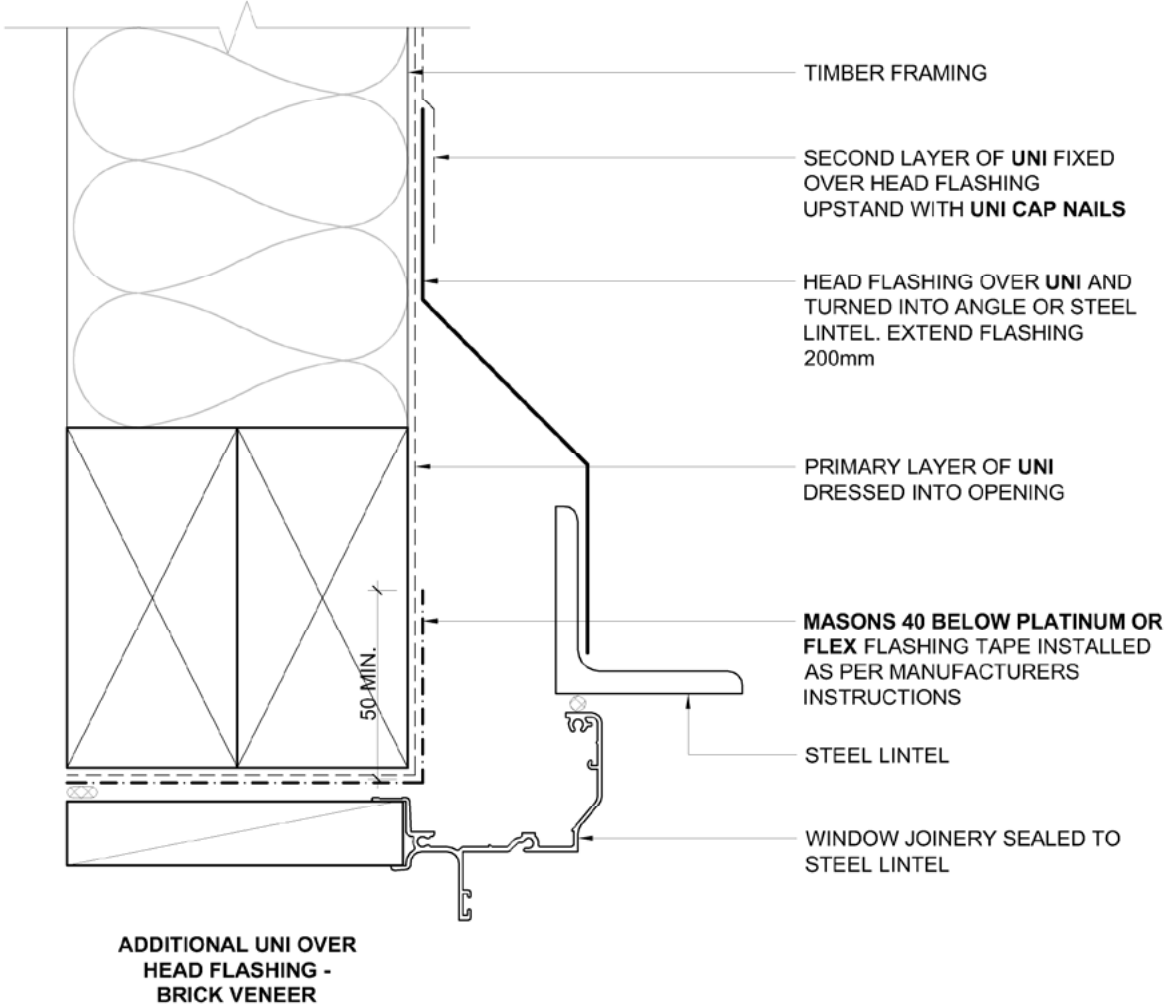 TIMBER FRAMING
SECOND LAYER OF UNI FIXED
OVER HEAD FLASHING
UPSTAND WITH UNI CAP NAILS
HEAD FLASHING OVER UNI AND
TURNED INTO ANGLE OR STEEL
LINTEL. EXTEND FLASHING
200mm
PRIMARY LAYER OF UNI
DRESSED INTO OPENING
MASONS 40 BELOW PLATINUM OR
FLEX FLASHING TAPE INSTALLED
AS PER MANUFACTURERS
INSTRUCTIONS
50 MIN.
STEEL LINTEL
WINDOW JOINERY SEALED TO
STEEL LINTEL
ADDITIONAL UNI OVER
HEAD FLASHING -
BRICK VENEER